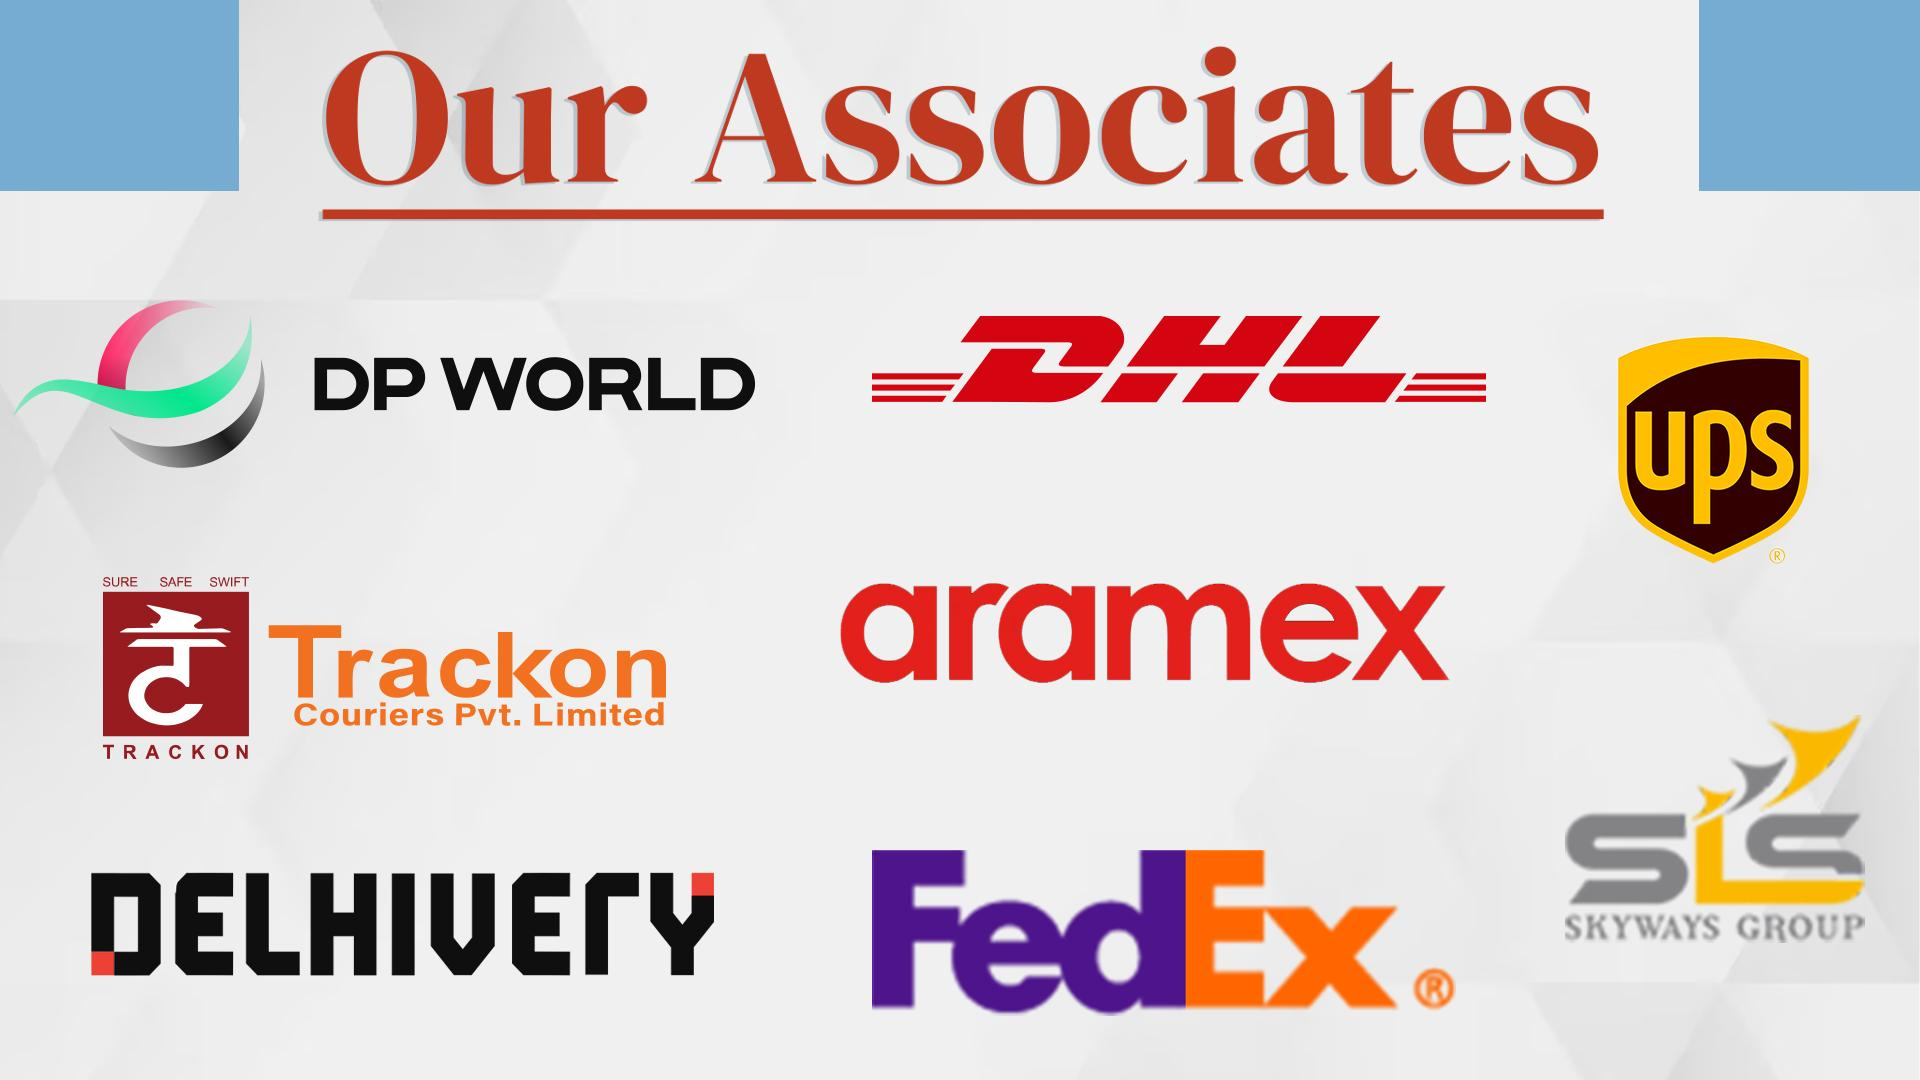 Our Associates
DP WORLD
DHL
ups
®
SURE SAFE SWIFT
TRACKON
Trackon
Couriers Pvt. Limited
aramex
DELHIVERY
FedEx ®
SLS
SKYWAYS GROUP